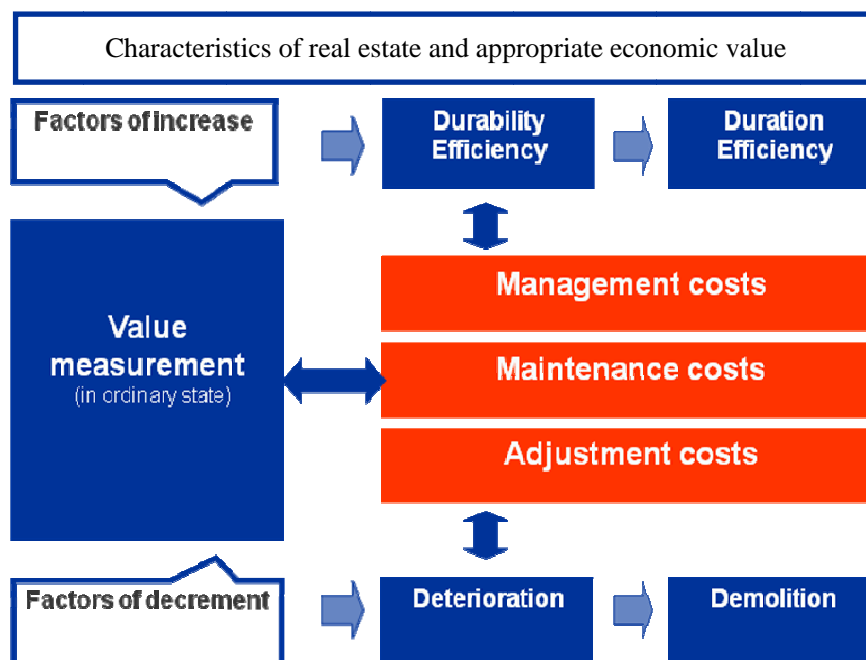 Characteristics of real estate and appropriate economic value
Factors of increase
Durability
Efficiency
Duration
Efficiency
Management costs
Value
measurement
(in ordinary state)
Maintenance costs
Adjustment costs
Factors of decrement
Deterioration
Demolition